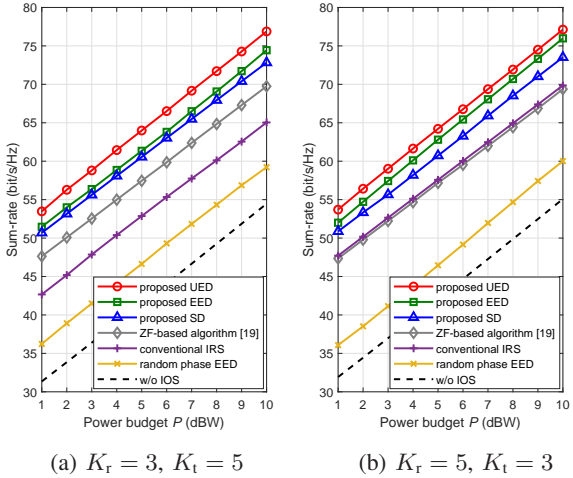 80
75
70
65
60
55
50
45
40
35
30
Sum-rate (bit/s/Hz)
proposed UED
proposed EED
proposed SD
ZF-based algorithm [19]
conventional IRS
random phase EED
w/o IOS
1 2 3 4 5 6 7 8 9 10
Power budget P (dBW)
(a) Kr = 3, Kt = 5
80
75
70
65
60
55
50
45
40
35
30
Sum-rate (bit/s/Hz)
proposed UED
proposed EED
proposed SD
ZF-based algorithm [19]
conventional IRS
random phase EED
w/o IOS
1 2 3 4 5 6 7 8 9 10
Power budget P (dBW)
(b) Kr = 5, Kt = 3